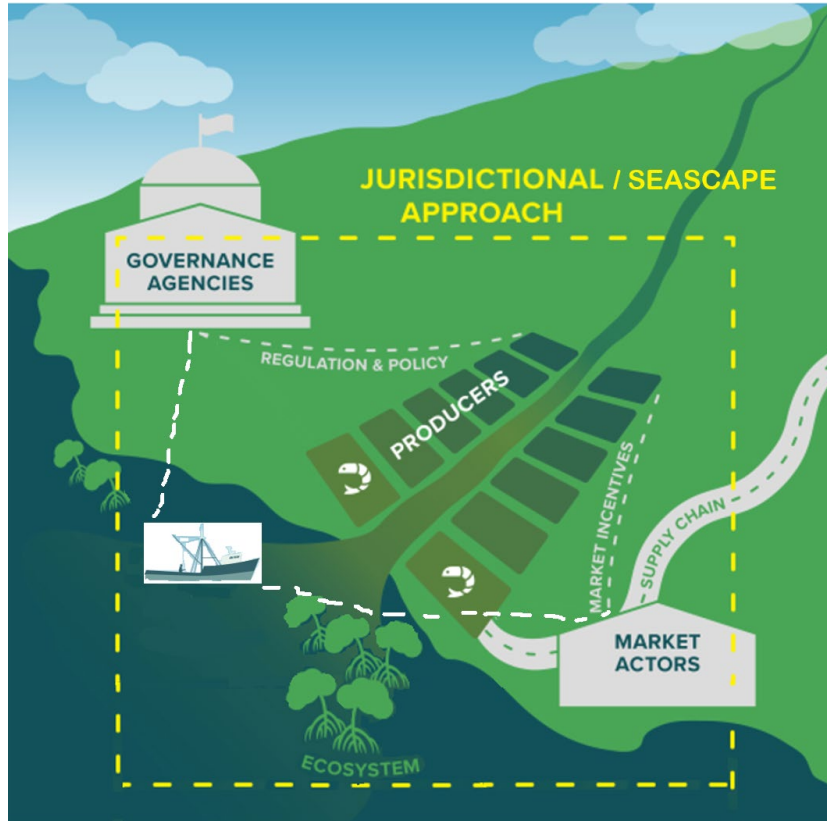 JURISDICTIONAL / SEASCAPE
APPROACH
GOVERNANCE
AGENCIES
REGULATION & POLICY
PRODUCERS
MARKET INCENTIVES
SUPPLY CHAIN
MARKET
ACTORS
ECOSYSTEM